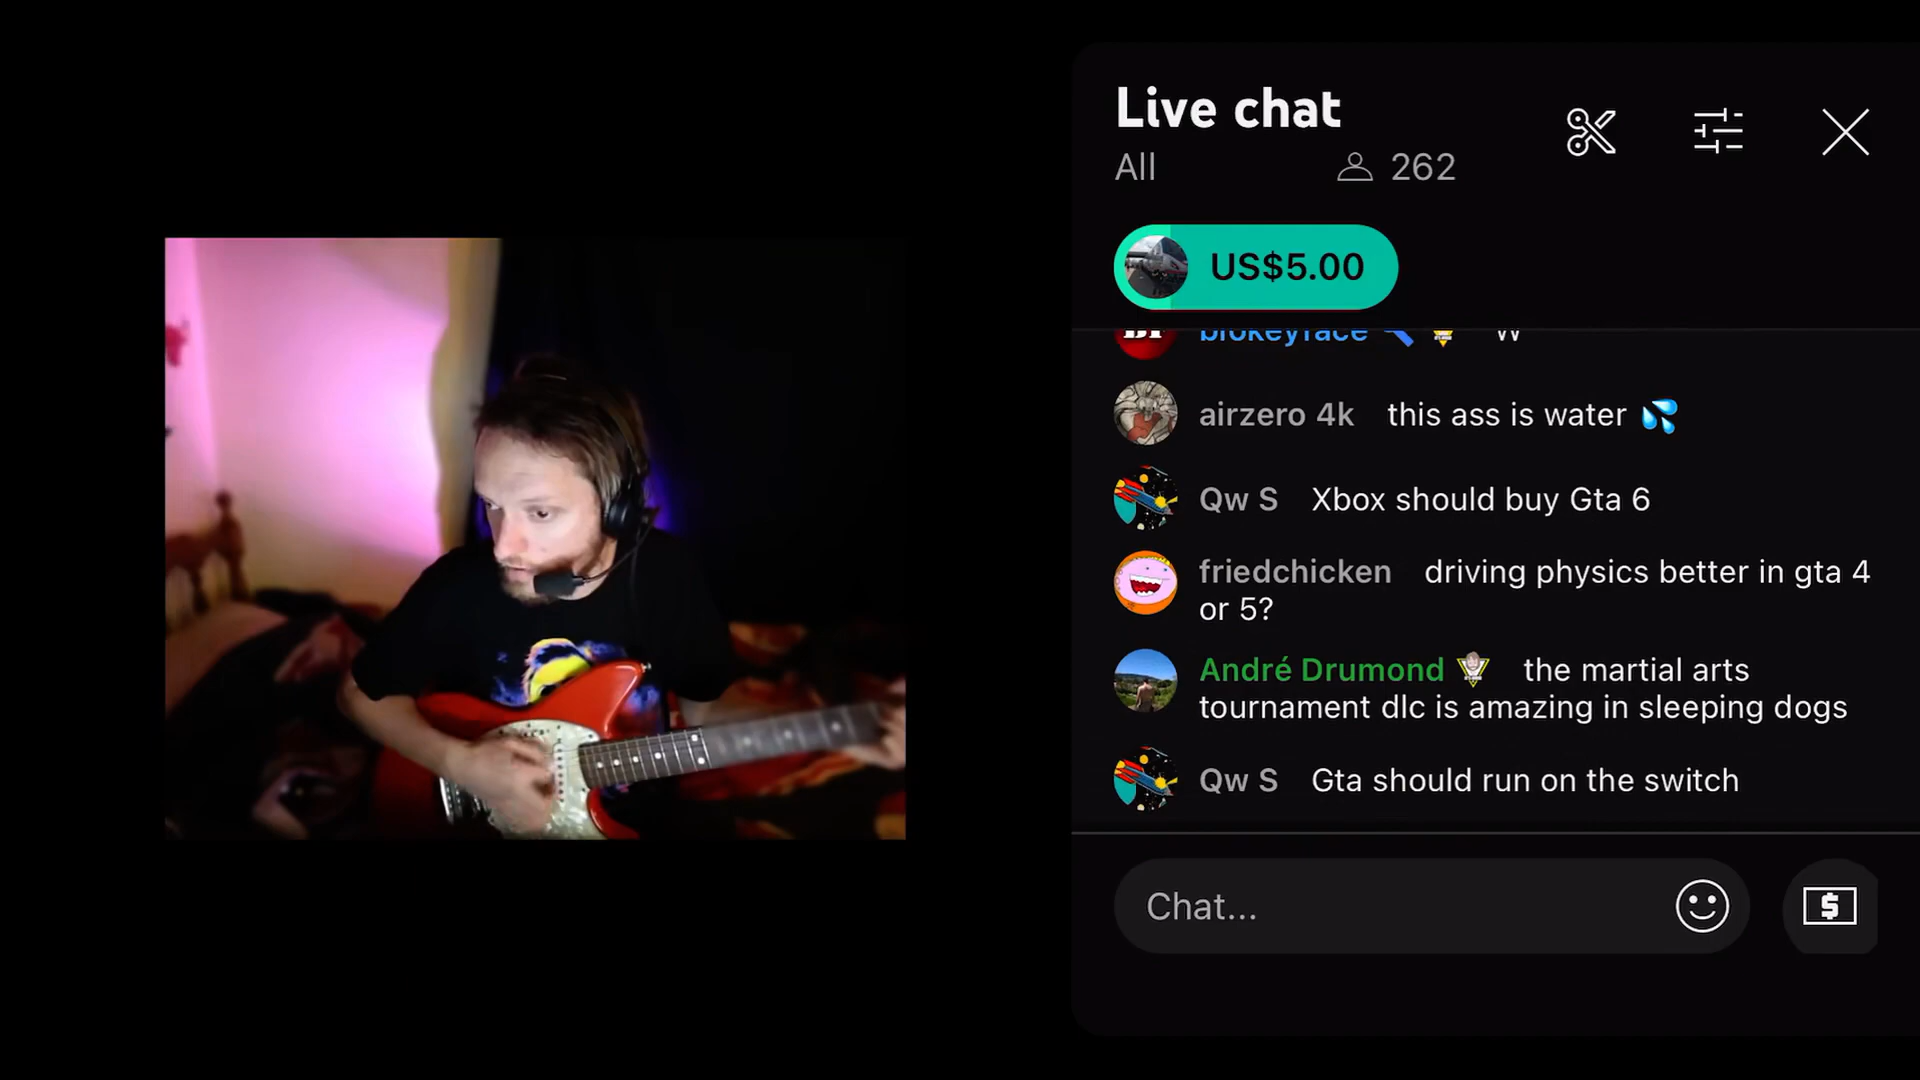 Live chat
All 262
US$5.00
blokeyface W
airzero 4k this ass is water
Qw S Xbox should buy Gta 6
friedchicken driving physics better in gta 4
or 5?
André Drumond the martial arts
tournament dlc is amazing in sleeping dogs
Qw S Gta should run on the switch
Chat...
$